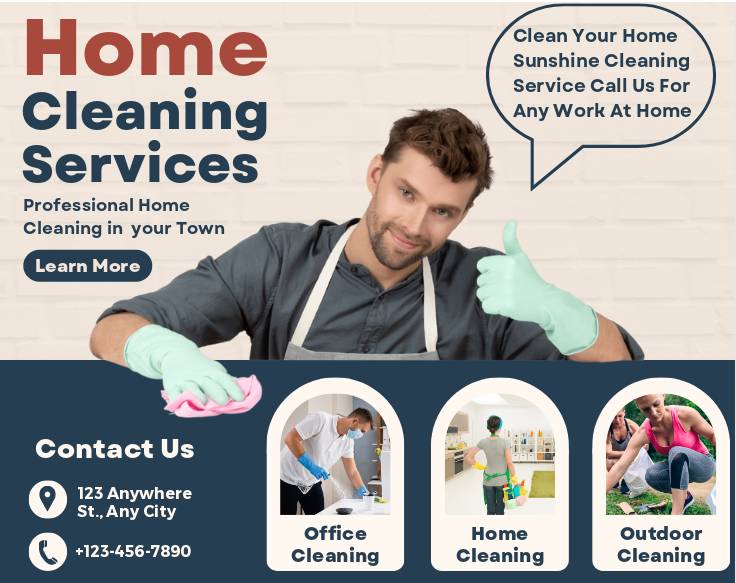 Home
Cleaning
Services
Professional Home
Cleaning in your Town
Learn More
Clean Your Home
Sunshine Cleaning
Service Call Us For
Any Work At Home
Contact Us
123 Anywhere
St., Any City
+123-456-7890
Office
Cleaning
Home
Cleaning
Outdoor
Cleaning